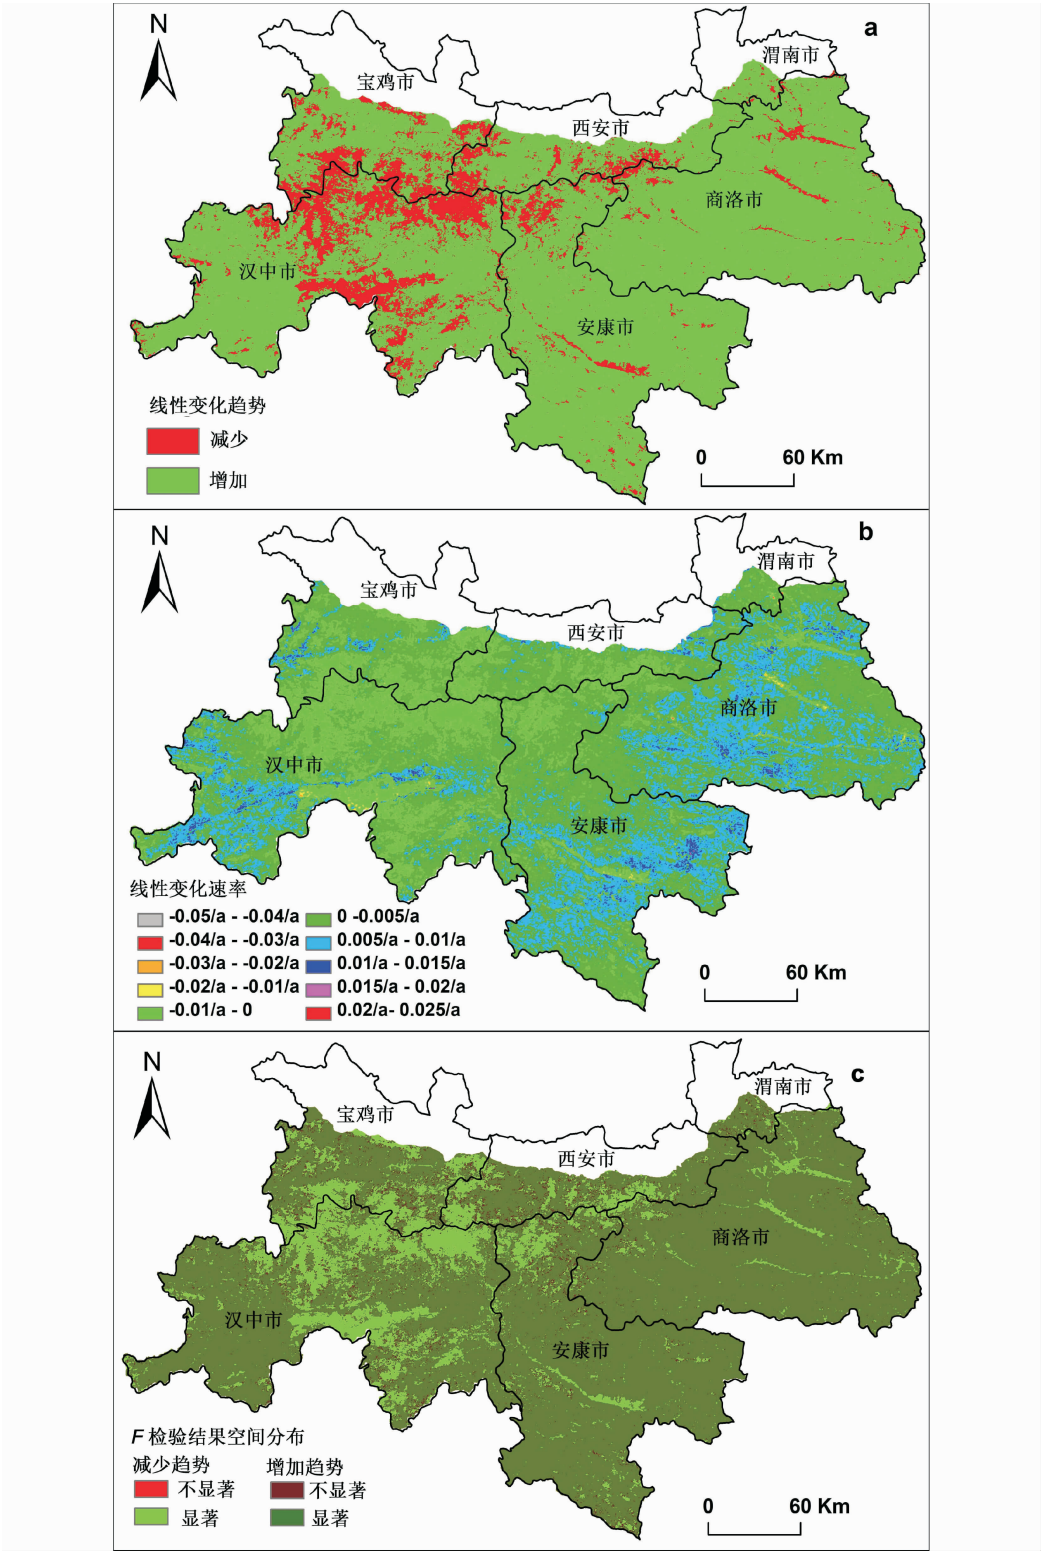 N
a
渭南市
宝鸡市
西安市
商洛市
汉中市
安康市
线性变化趋势
减少
增加
0 60 Km
N
b
渭南市
宝鸡市
西安市
商洛市
汉中市
安康市
线性变化速率
-0.05/a - -0.04/a 0 -0.005/a
-0.04/a - -0.03/a 0.005/a - 0.01/a
-0.03/a - -0.02/a 0.01/a - 0.015/a
-0.02/a - -0.01/a 0.015/a - 0.02/a
-0.01/a - 0 0.02/a- 0.025/a
0 60 Km
N
c
渭南市
宝鸡市
西安市
商洛市
汉中市
安康市
F 检验结果空间分布
减少趋势 增加趋势
不显著 不显著
显著 显著
0 60 Km